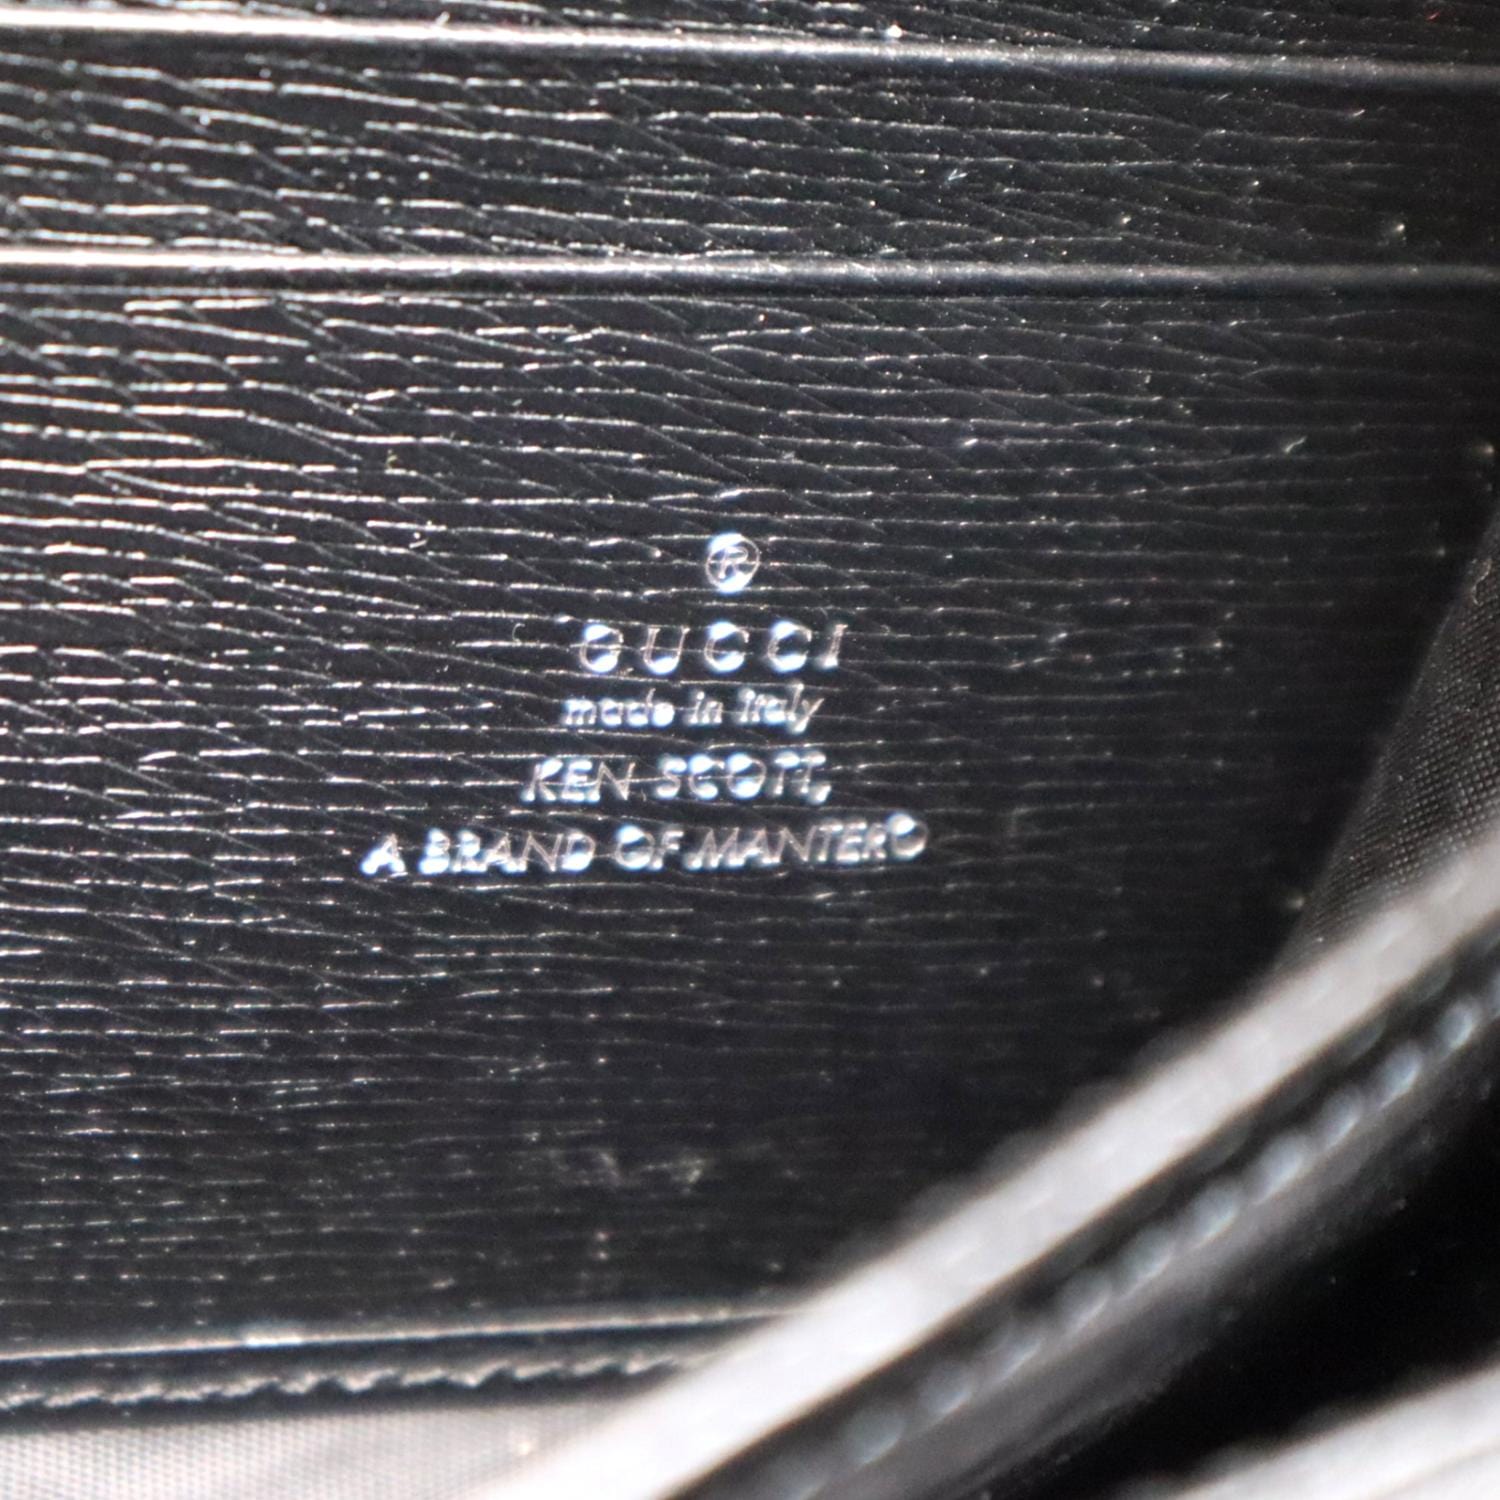 ®
GUCCI
made in italy
KEN SCOTT,
A BRAND OF MANTERO